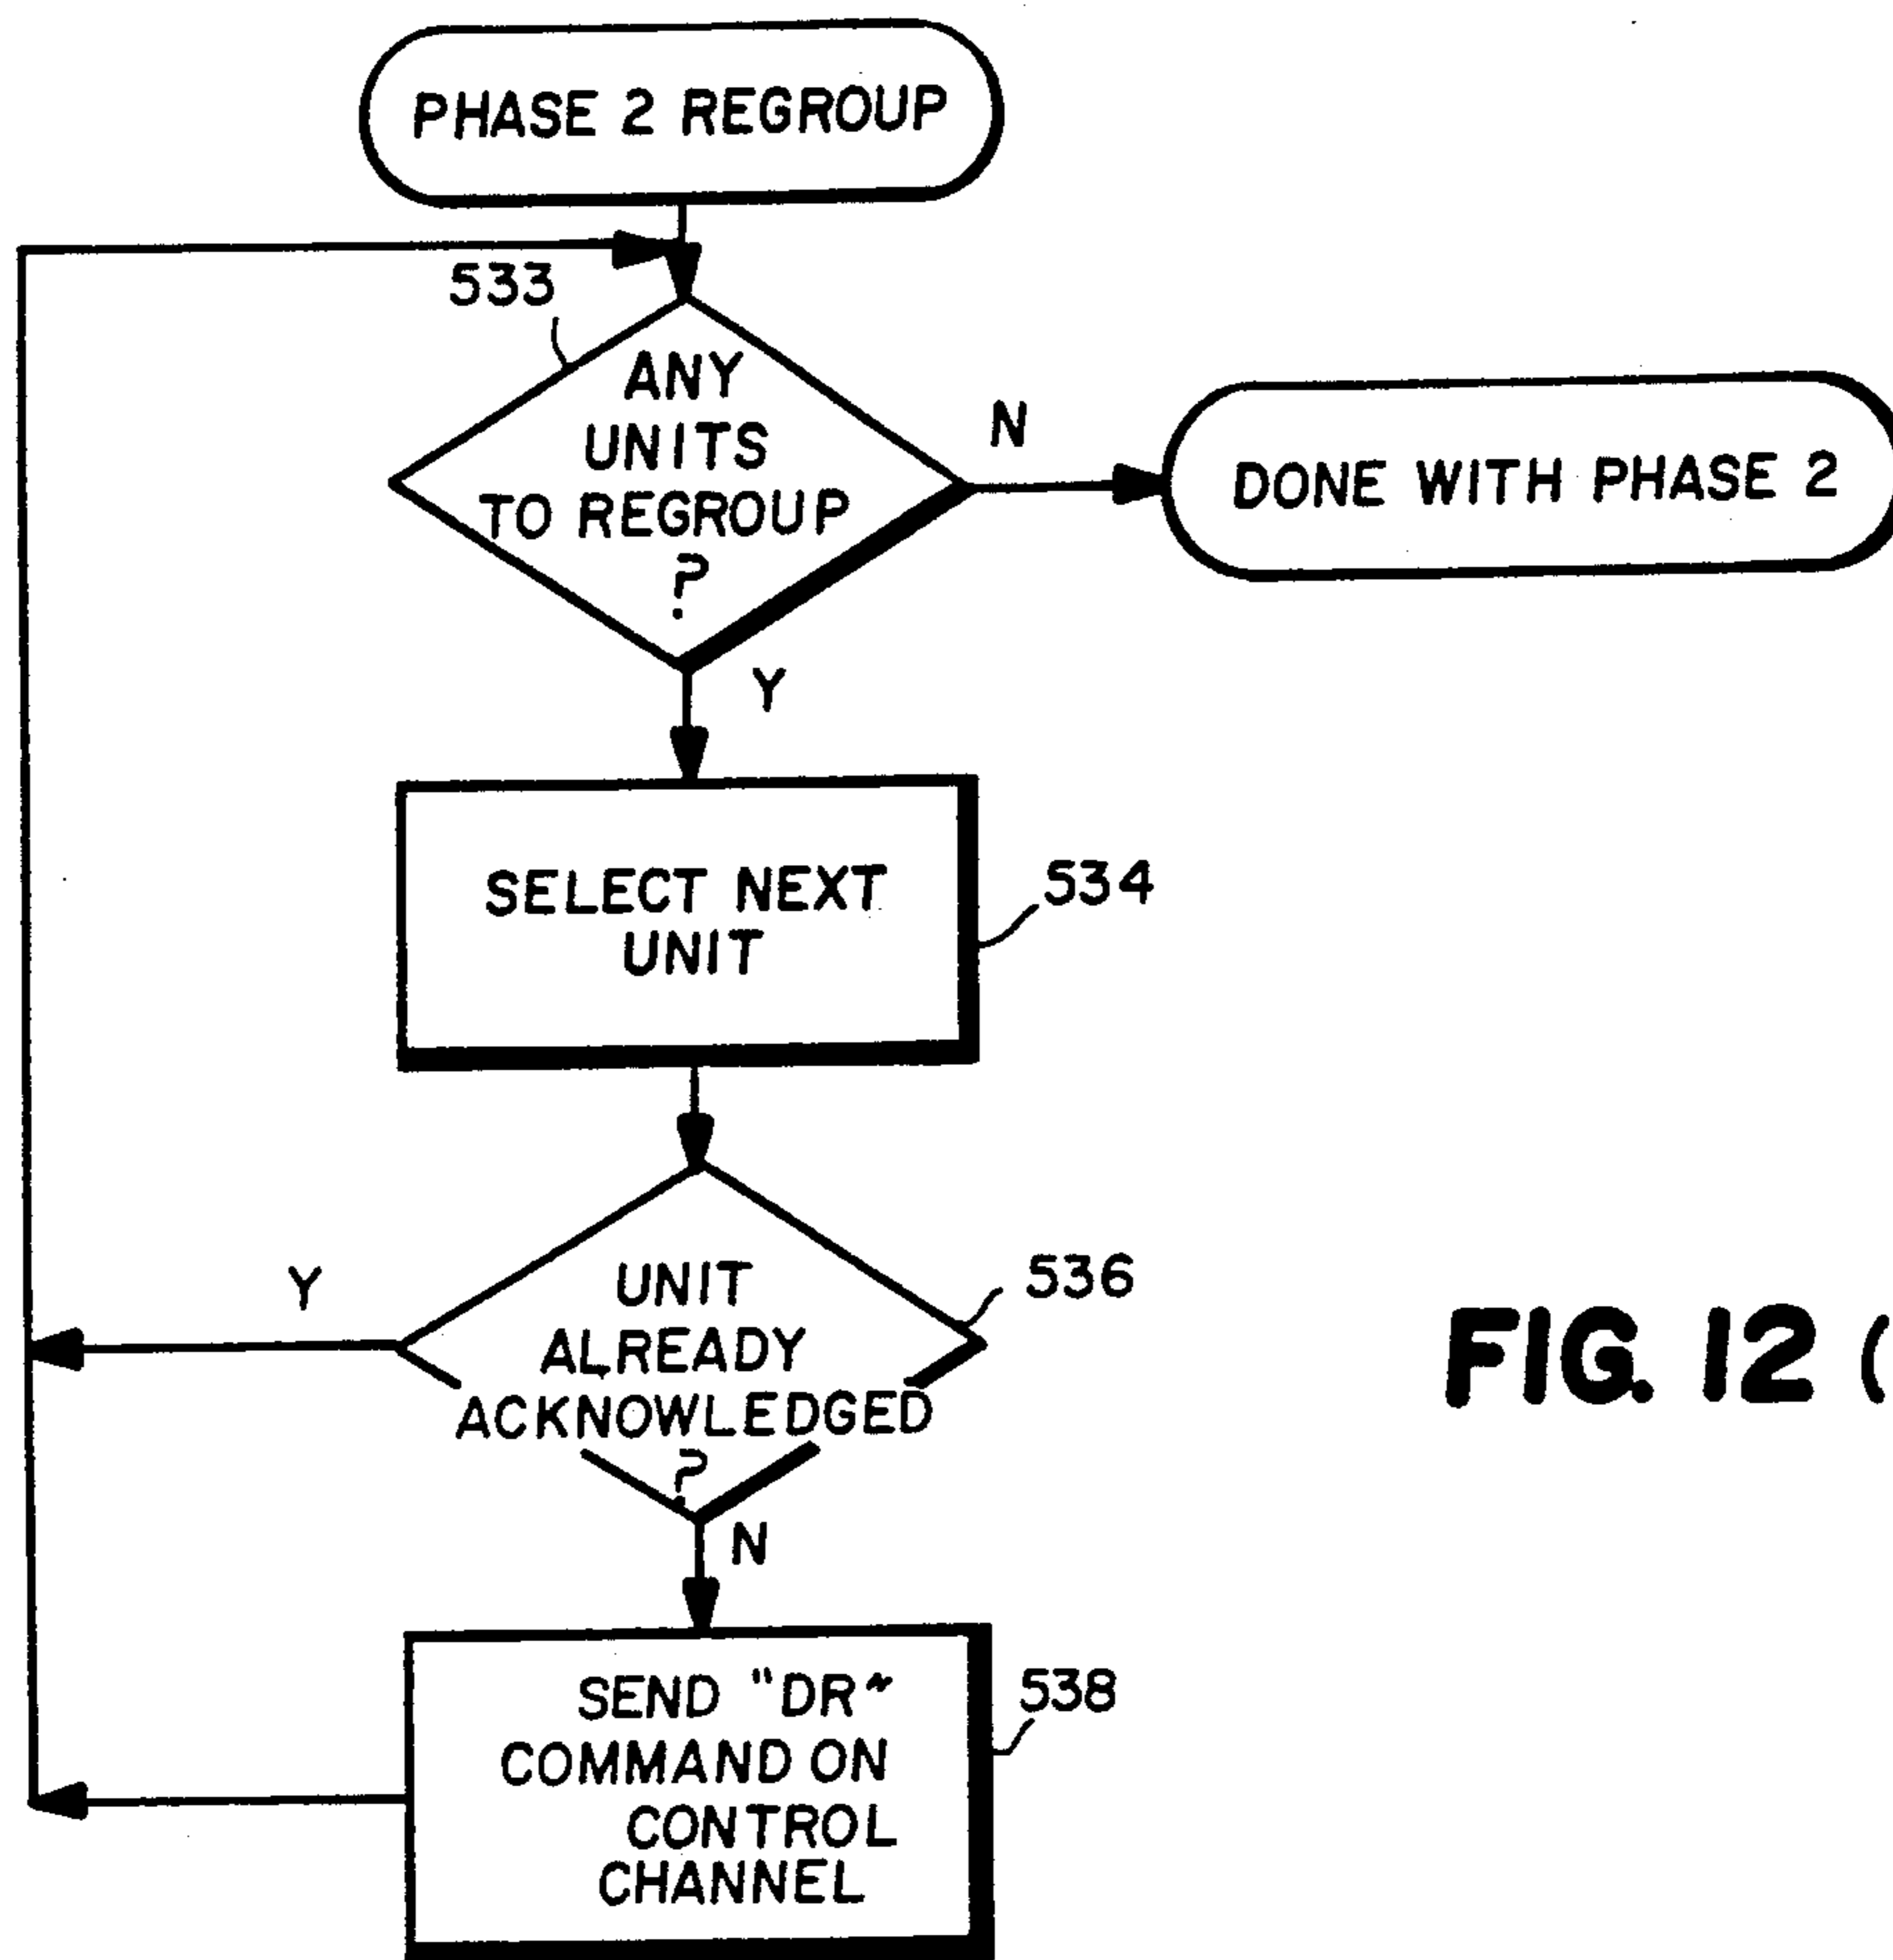 PHASE 2 REGROUP
533
ANY
UNITS
TO REGROUP
?
N
DONE WITH PHASE 2
Y
SELECT NEXT
UNIT
534
Y
UNIT
ALREADY
ACKNOWLEDGED
?
536
N
FIG. 12 (
SEND "DR"
COMMAND ON
CONTROL
CHANNEL
538